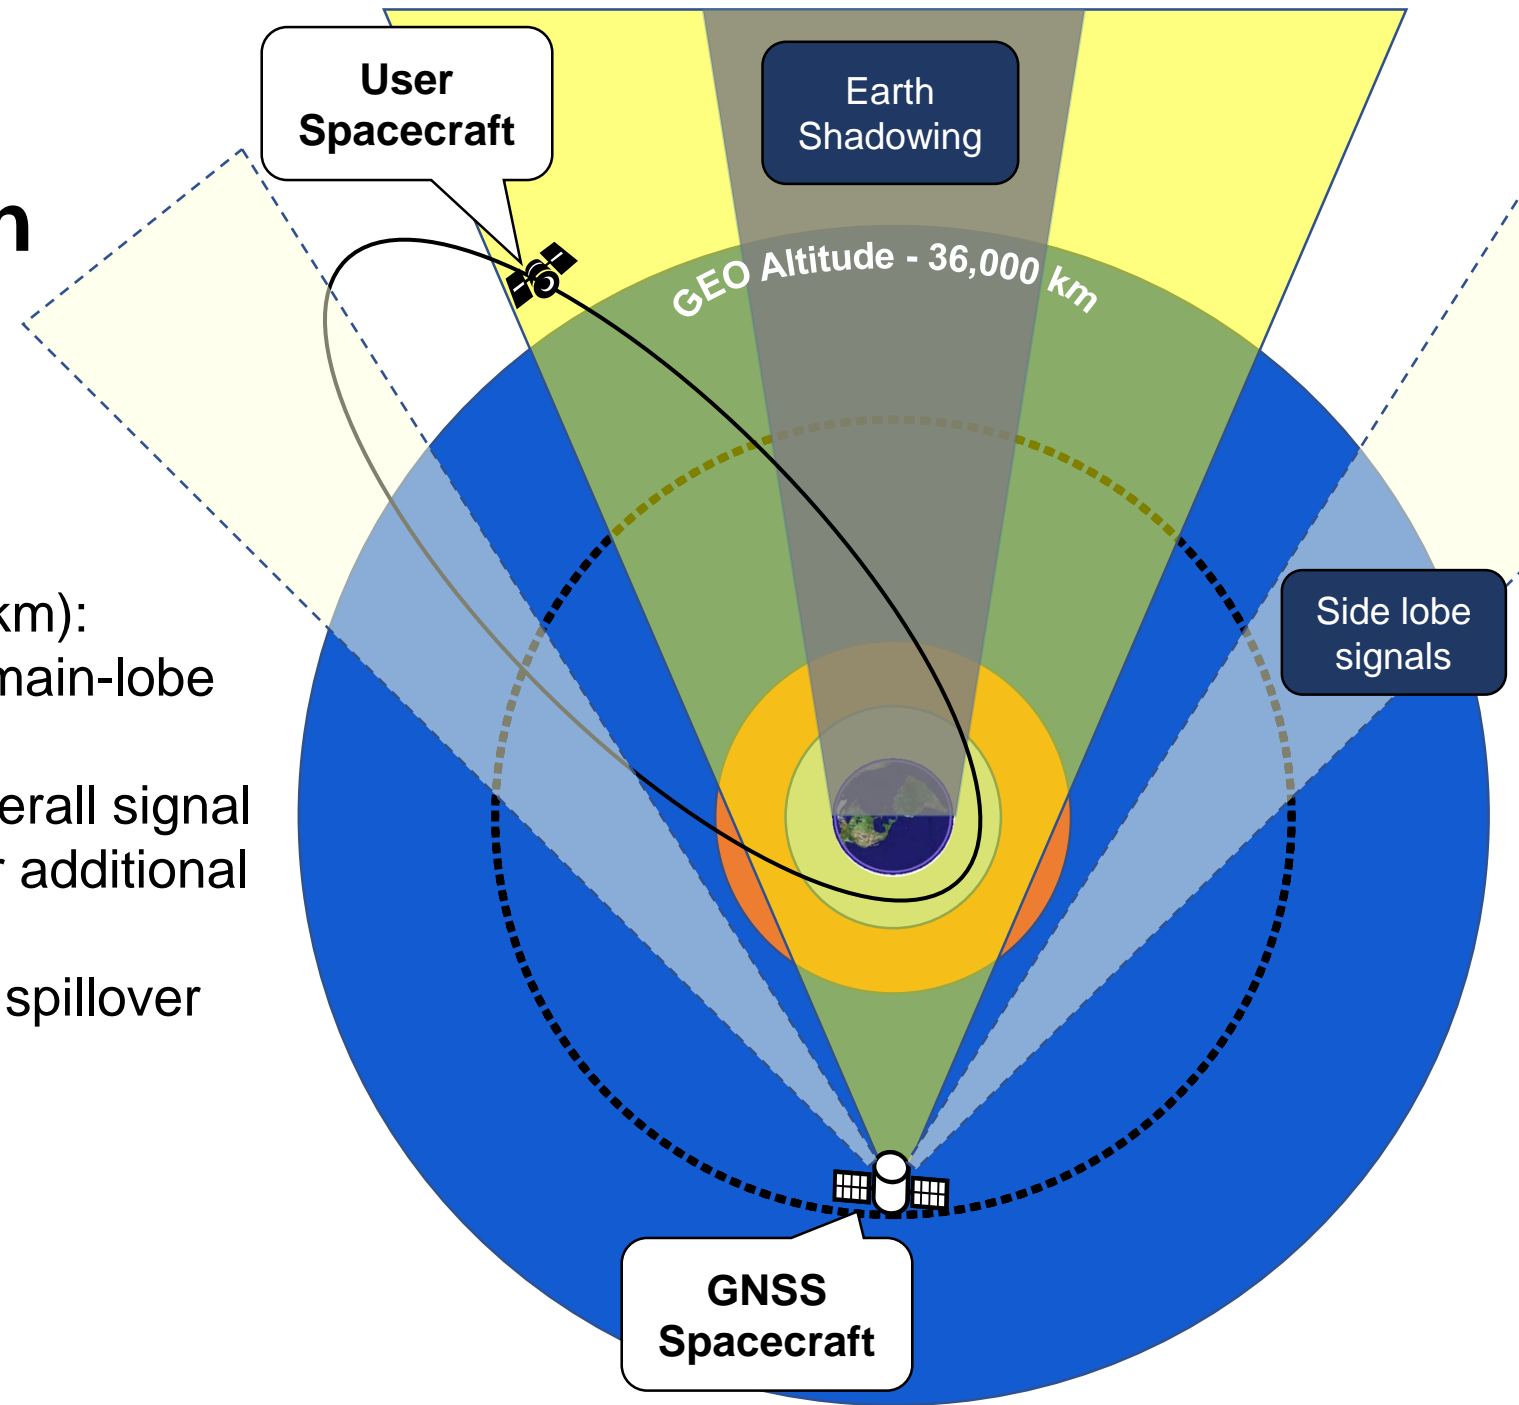 User
Spacecraft
Earth
Shadowing
n
GEO Altitude - 36,000 km
km):
main-lobe
Side lobe
signals
erall signal
r additional
spillover
GNSS
Spacecraft